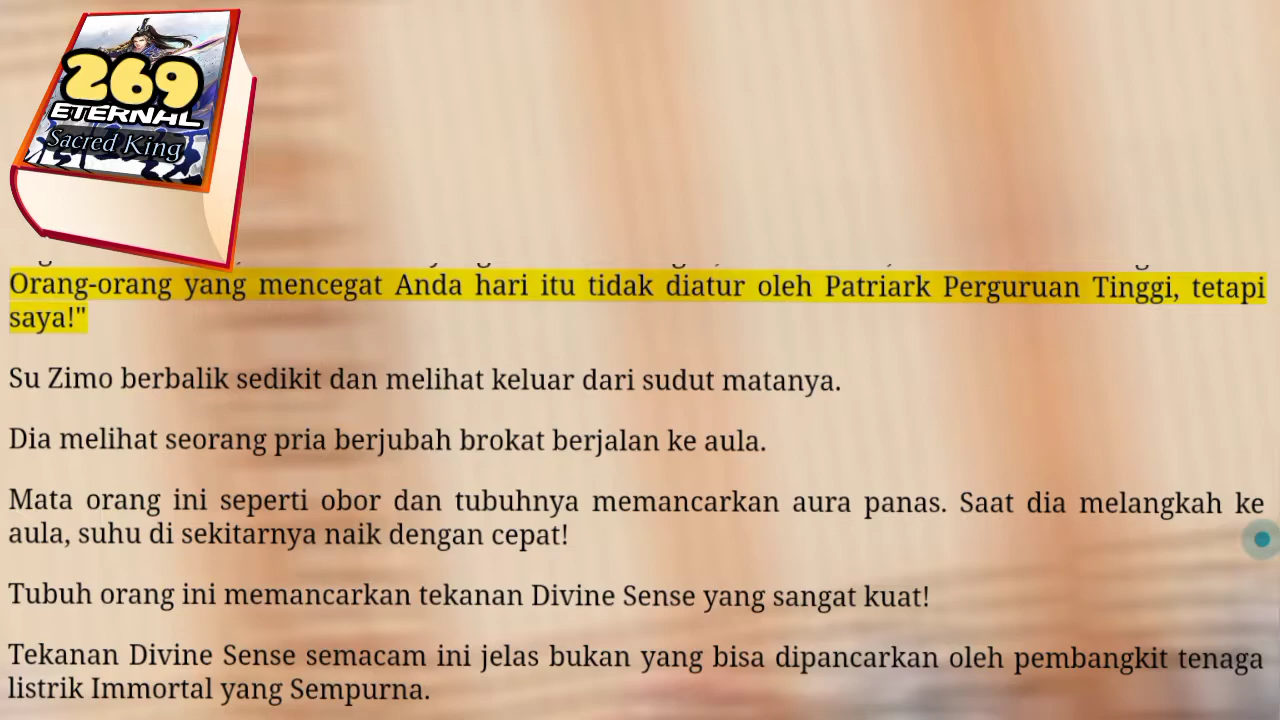 269
ETERNAL
Sacred King
Orang-orang yang mencegat Anda hari itu tidak diatur oleh Patriark Perguruan Tinggi, tetapi
saya!"
Su Zimo berbalik sedikit dan melihat keluar dari sudut matanya.
Dia melihat seorang pria berjubah brokat berjalan ke aula.
Mata orang ini seperti obor dan tubuhnya memancarkan aura panas. Saat dia melangkah ke
aula, suhu di sekitarnya naik dengan cepat!
Tubuh orang ini memancarkan tekanan Divine Sense yang sangat kuat!
Tekanan Divine Sense semacam ini jelas bukan yang bisa dipancarkan oleh pembangkit tenaga
listrik Immortal yang Sempurna.